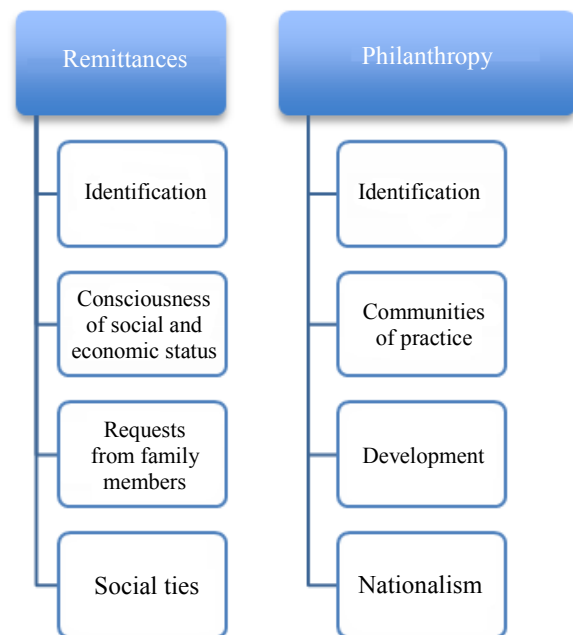 Remittances
Identification
Consciousness
of social and
economic status
Requests
from family
members
Social ties
Philanthropy
Identification
Communities
of practice
Development
Nationalism